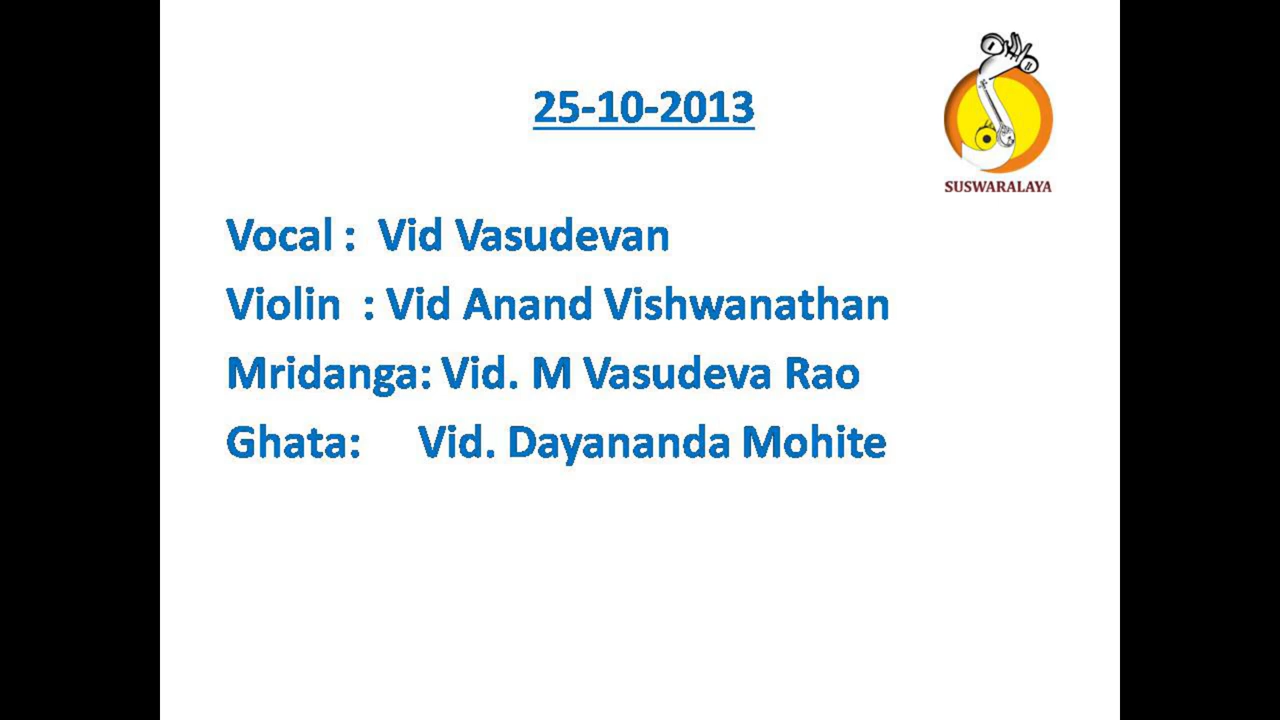 25-10-2013
SUSWARALAYA
Vocal : Vid Vasudevan
Violin : Vid Anand Vishwanathan
Mridanga: Vid. M Vasudeva Rao
Ghata: Vid. Dayananda Mohite